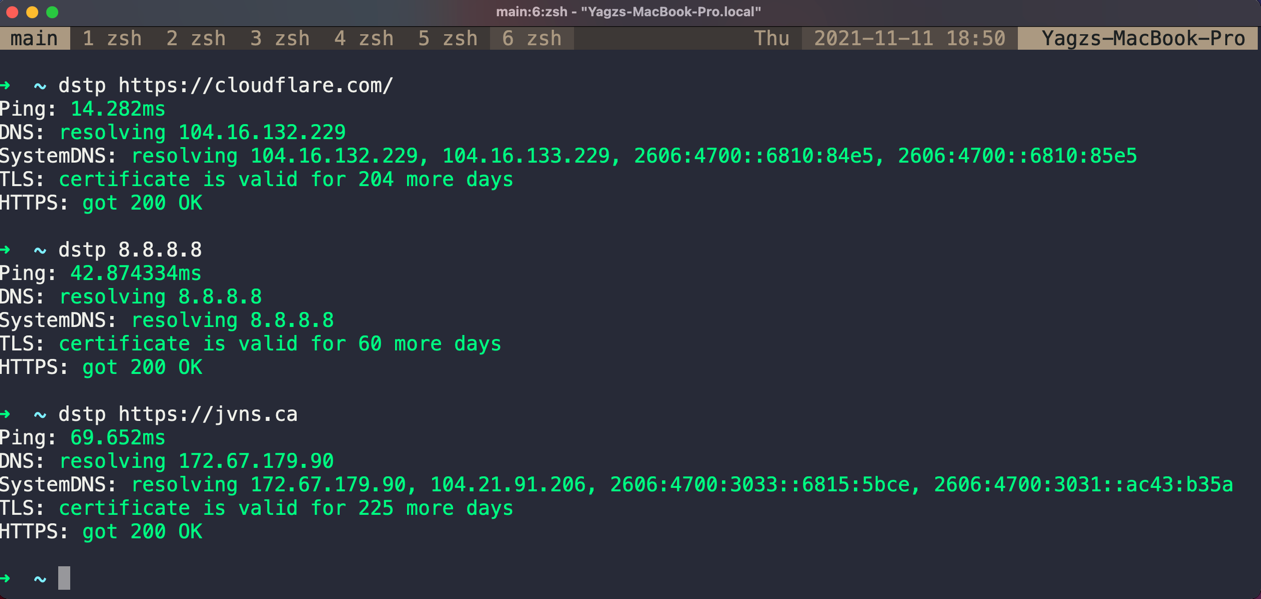 main:6:zsh - "Yagzs-MacBook-Pro.local"
main 1 zsh 2 zsh 3 zsh 4 zsh 5 zsh 6 zsh Thu 2021-11-11 18:50 Yagzs-MacBook-Pro
→ ~ dstp https://cloudflare.com/
Ping: 14.282ms
DNS: resolving 104.16.132.229
SystemDNS: resolving 104.16.132.229, 104.16.133.229, 2606:4700::6810:84e5, 2606:4700::6810:85e5
TLS: certificate is valid for 204 more days
HTTPS: got 200 OK
→ ~ dstp 8.8.8.8
Ping: 42.874334ms
DNS: resolving 8.8.8.8
SystemDNS: resolving 8.8.8.8
TLS: certificate is valid for 60 more days
HTTPS: got 200 OK
→ ~ dstp https://jvns.ca
Ping: 69.652ms
DNS: resolving 172.67.179.90
SystemDNS: resolving 172.67.179.90, 104.21.91.206, 2606:4700:3033::6815:5bce, 2606:4700:3031::ac43:b35a
TLS: certificate is valid for 225 more days
HTTPS: got 200 OK
→ ~